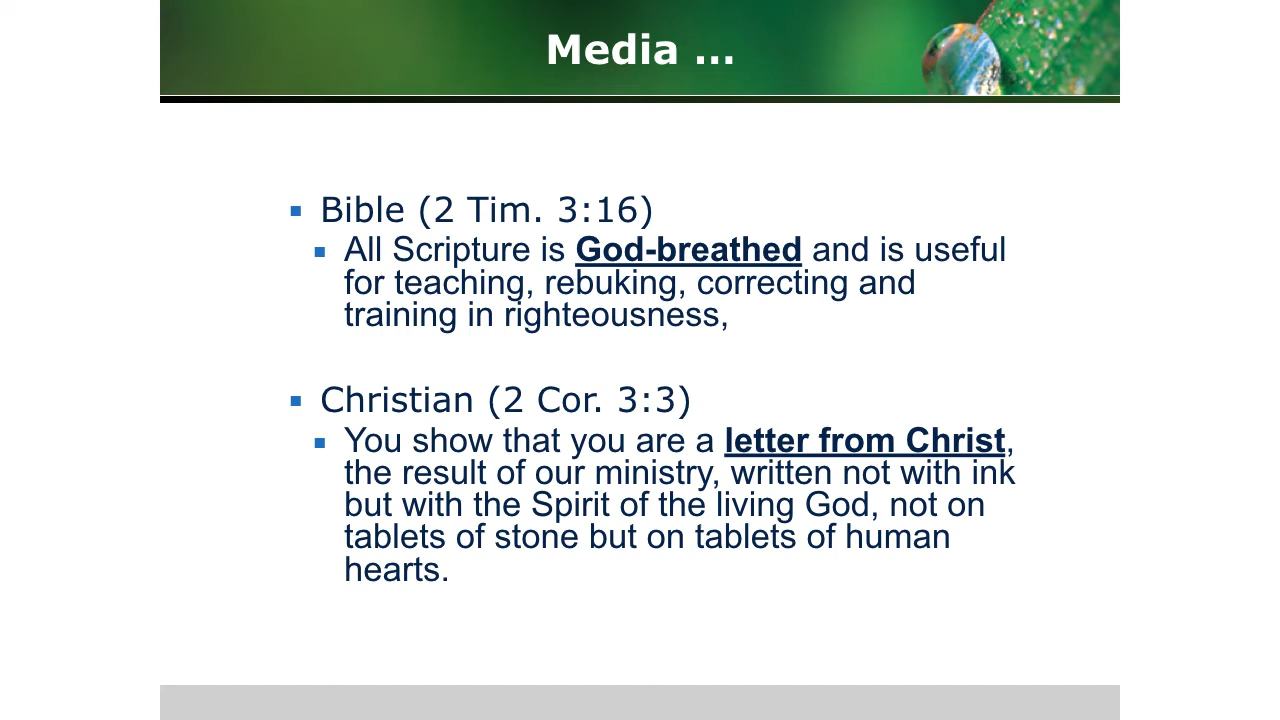 Media ...
Bible (2 Tim. 3:16)
All Scripture is God-breathed and is useful
for teaching, rebuking, correcting and
training in righteousness,
Christian (2 Cor. 3:3)
You show that you are a letter from Christ,
the result of our ministry, written not with ink
but with the Spirit of the living God, not on
tablets of stone but on tablets of human
hearts.